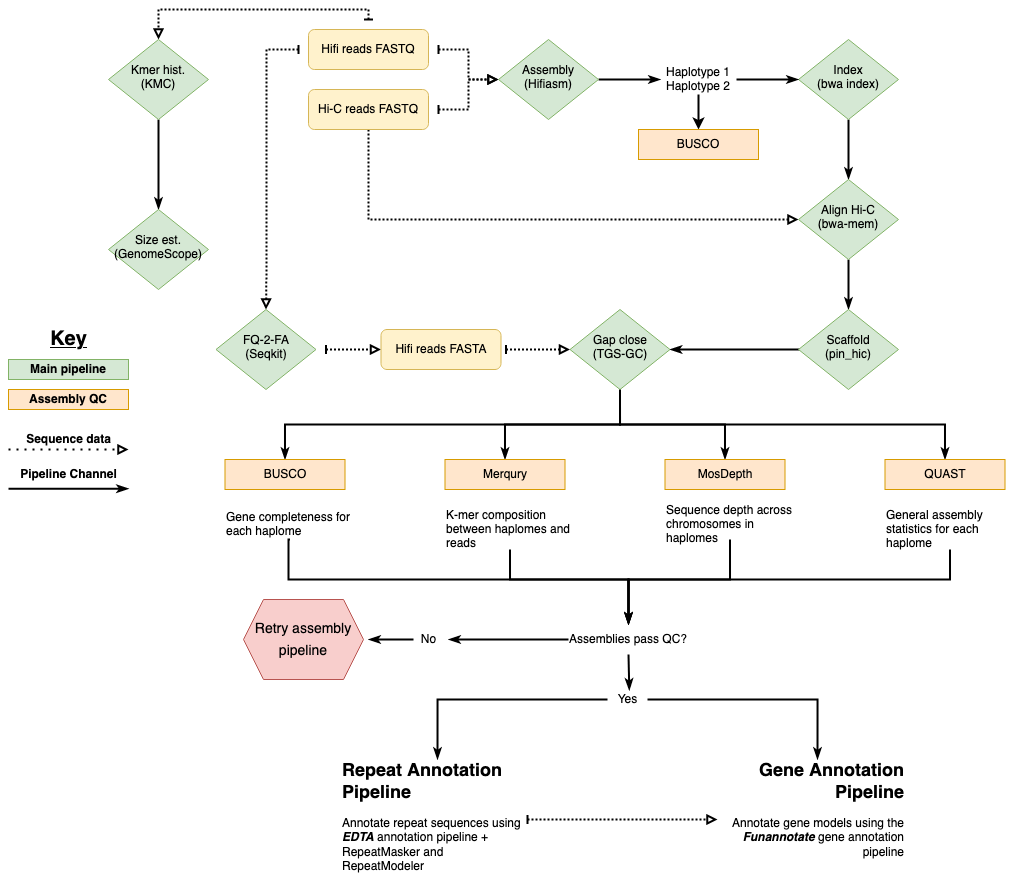 Kmer hist.
(KMC)
Hifi reads FASTQ
Hi-C reads FASTQ
Assembly
(Hifiasm)
Haplotype 1
Haplotype 2
BUSCO
Index
(bwa index)
Align Hi-C
(bwa-mem)
Size est.
(GenomeScope)
Key
Main pipeline
Assembly QC
Sequence data
Pipeline Channel
FQ-2-FA
(Seqkit)
Hifi reads FASTA
Gap close
(TGS-GC)
Scaffold
(pin_hic)
BUSCO
Gene completeness for
each haplome
Merqury
K-mer composition
between haplomes and
reads
MosDepth
Sequence depth across
chromosomes in
haplomes
QUAST
General assembly
statistics for each
haplome
Retry assembly
pipeline
No
Assemblies pass QC?
Yes
Repeat Annotation
Pipeline
Annotate repeat sequences using
EDTA annotation pipeline +
RepeatMasker and
RepeatModeler
Gene Annotation
Pipeline
Annotate gene models using the
Funannotate gene annotation
pipeline